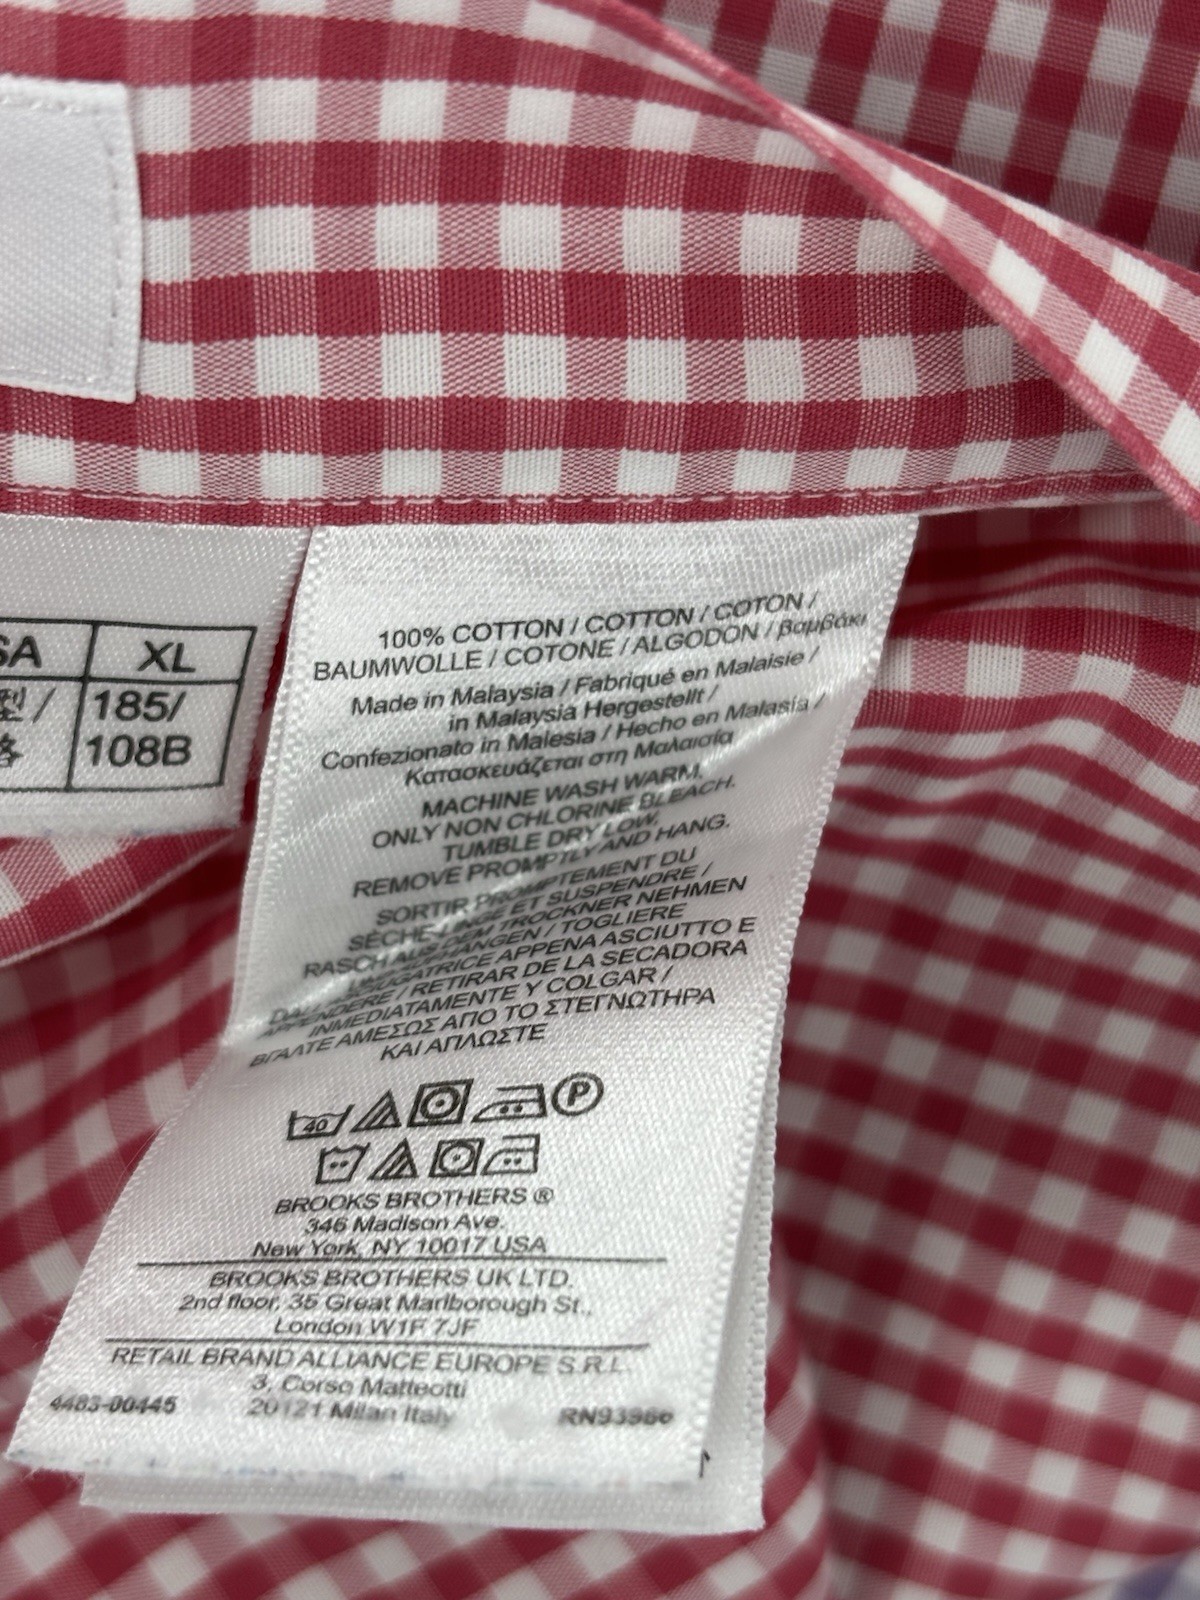 SA XL
型 / 185/
格 108B
100% COTTON / COTTON / COTON /
BAUMWOLLE / COTONE / ALGODON / βαμβάκι
Made in Malaysia / Fabriqué en Malaisie /
in Malaysia Hergestellt /
Confezionato in Malesia / Hecho en Malasia /
Κατασκευάζεται στη Μαλαισία
MACHINE WASH WARM.
ONLY NON CHLORINE BLEACH.
TUMBLE DRY LOW.
REMOVE PROMPTLY AND HANG.
SORTIR PROMPTEMENT DU
SÈCHE-LINGE ET SUSPENDRE /
RASCH AUS DEM TROCKNER NEHMEN
/ TOGLIERE
APPENA ASCIUTTO E
APPENDERE / RETIRAR DE LA SECADORA
INMEDIATAMENTE Y COLGAR /
ΒΓΑΛΤΕ ΑΜΕΣΩΣ ΑΠΟ ΤΟ ΣΤΕΓΝΩΤΗΡΑ
ΚΑΙ ΑΠΛΩΣΤΕ
40 P
BROOKS BROTHERS ®
346 Madison Ave.
New York, NY 10017 USA
BROOKS BROTHERS UK LTD.
2nd floor, 35 Great Marlborough St.,
London W1F 7JF
RETAIL BRAND ALLIANCE EUROPE S.R.L.
3, Corso Matteotti
4483-00445 20121 Milan Italy